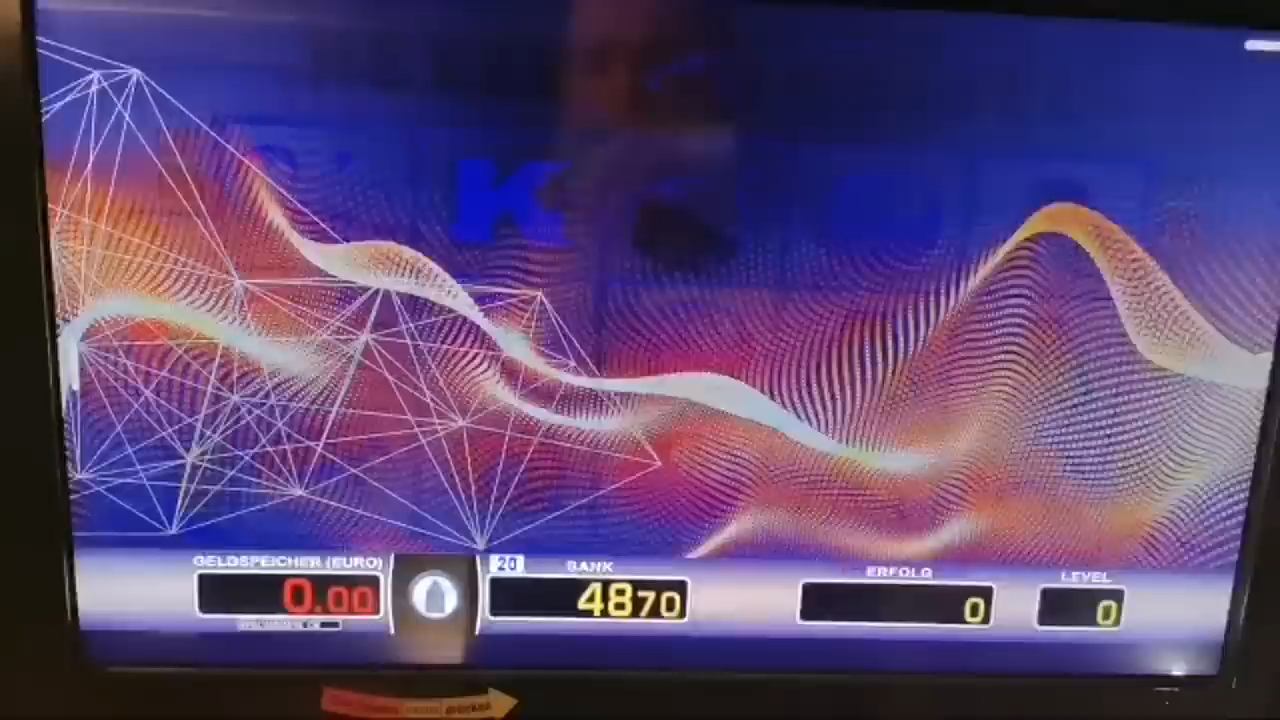 K
GELDSPEICHER (EURO)
0.00
20 BANK
4870
ERFOLG
0
LEVEL
0